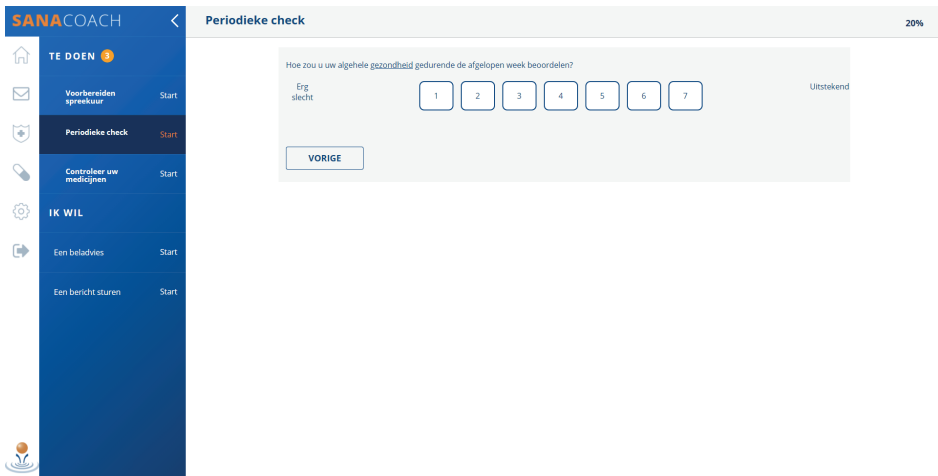 SANACOACH
Periodieke check
20%
TE DOEN 3
Voorbereiden
spreekuur
Start
Periodieke check
Start
Controleer uw
medicijnen
Start
IK WIL
Een beladvies
Start
Een bericht sturen
Start
Hoe zou u uw algehele gezondheid gedurende de afgelopen week beoordelen?
Erg
slecht
1 2 3 4 5 6 7
Uitstekend
VORIGE